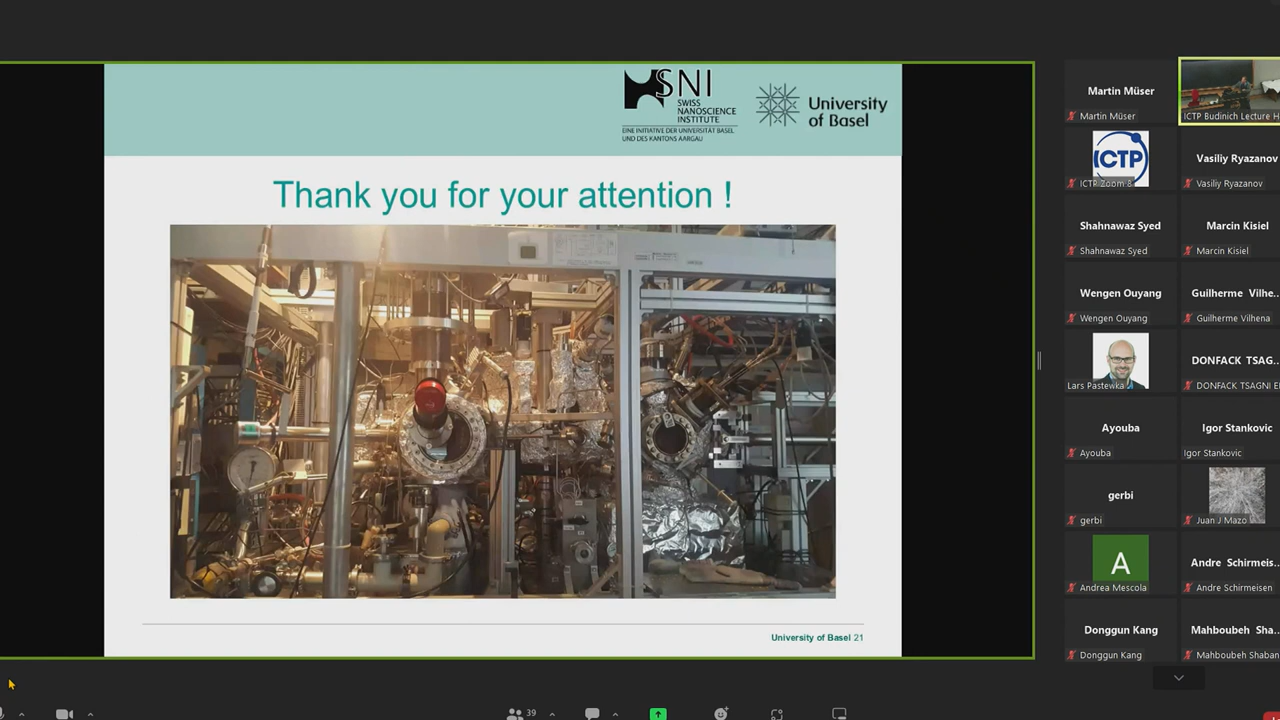 SNI
SWISS
NANOSCIENCE
INSTITUTE
EINE INITIATIVE DER UNIVERSITÄT BASEL
UND DES KANTONS AARGAU
University
of Basel
Thank you for your attention !
University of Basel 21
Martin Müser
Martin Müser
ICTP Budinich Lecture H
ICTP
ICTP Zoom 8
Vasiliy Ryazanov
Vasiliy Ryazanov
Shahnawaz Syed
Shahnawaz Syed
Marcin Kisiel
Marcin Kisiel
Wengen Ouyang
Wengen Ouyang
Guilherme Vilhe...
Guilherme Vilhena
Lars Pastewka
DONFACK TSAG...
DONFACK TSAGNI E
Ayouba
Ayouba
Igor Stankovic
Igor Stankovic
gerbi
gerbi
Juan J Mazo
A
Andrea Mescola
Andre Schirmeis...
Andre Schirmeisen
Donggun Kang
Donggun Kang
Mahboubeh Sha...
Mahboubeh Shaban
39